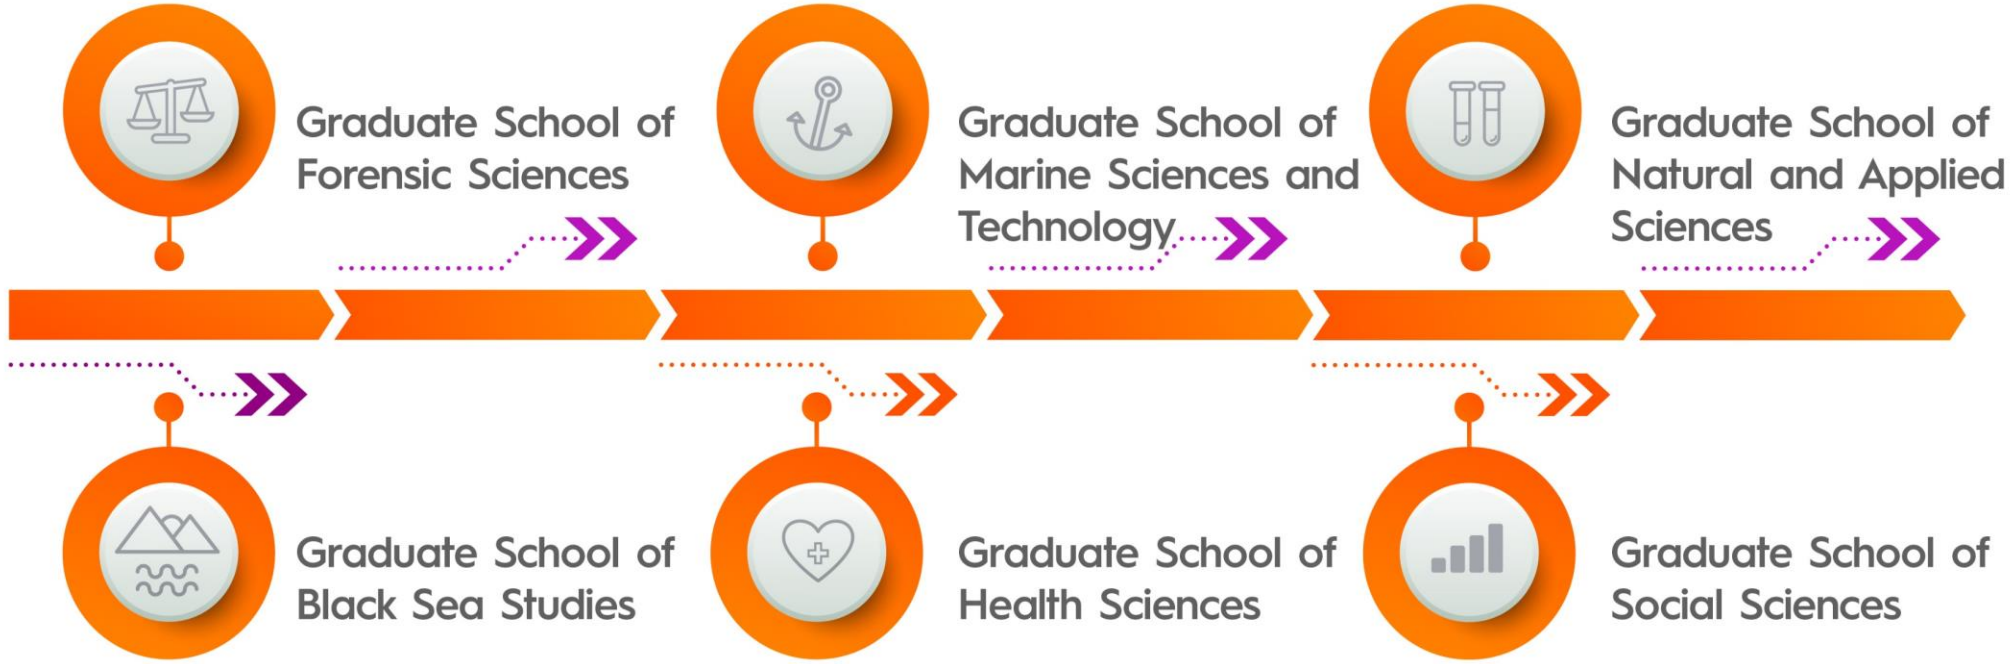 Graduate School of
Forensic Sciences
Graduate School of
Marine Sciences and
Technology
Graduate School of
Natural and Applied
Sciences
Graduate School of
Black Sea Studies
Graduate School of
Health Sciences
Graduate School of
Social Sciences